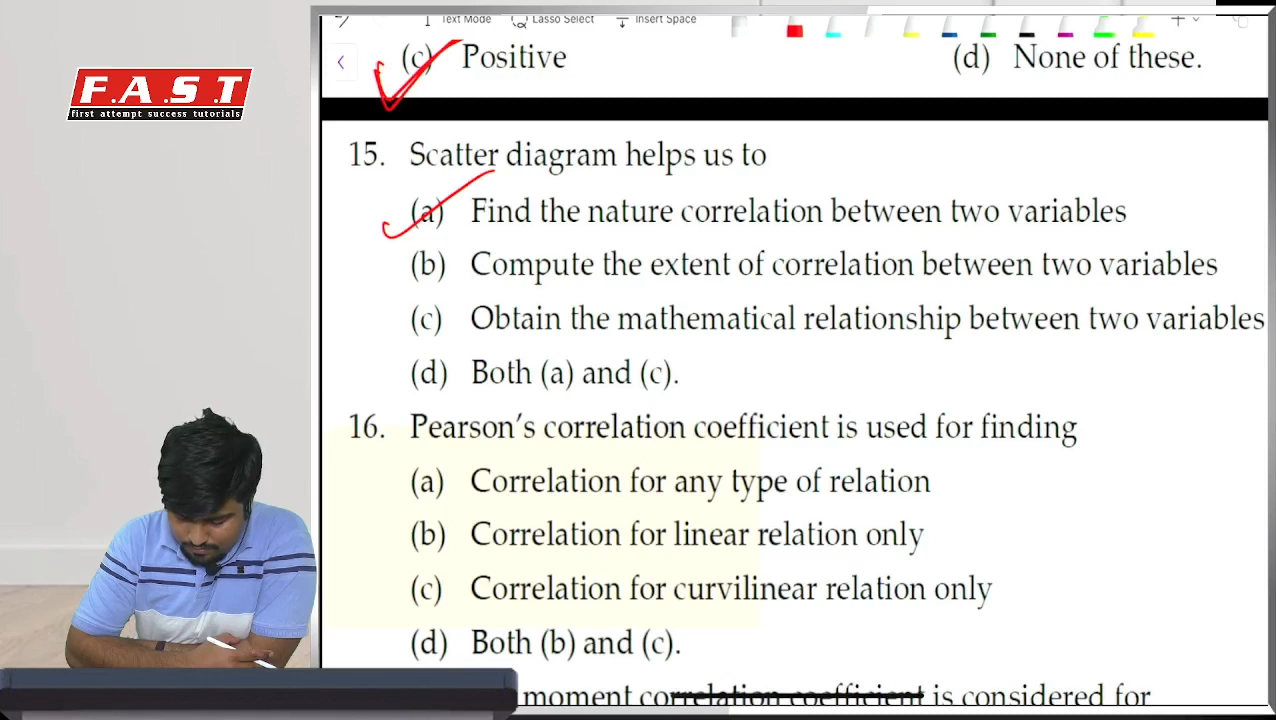 Text Mode Lasso Select Insert Space
(c) Positive (d) None of these.
F.A.S.T
first attempt success tutorials
15. Scatter diagram helps us to
(a) Find the nature correlation between two variables
(b) Compute the extent of correlation between two variables
(c) Obtain the mathematical relationship between two variables
(d) Both (a) and (c).
16. Pearson's correlation coefficient is used for finding
(a) Correlation for any type of relation
(b) Correlation for linear relation only
(c) Correlation for curvilinear relation only
(d) Both (b) and (c).
moment correlation coefficient is considered for